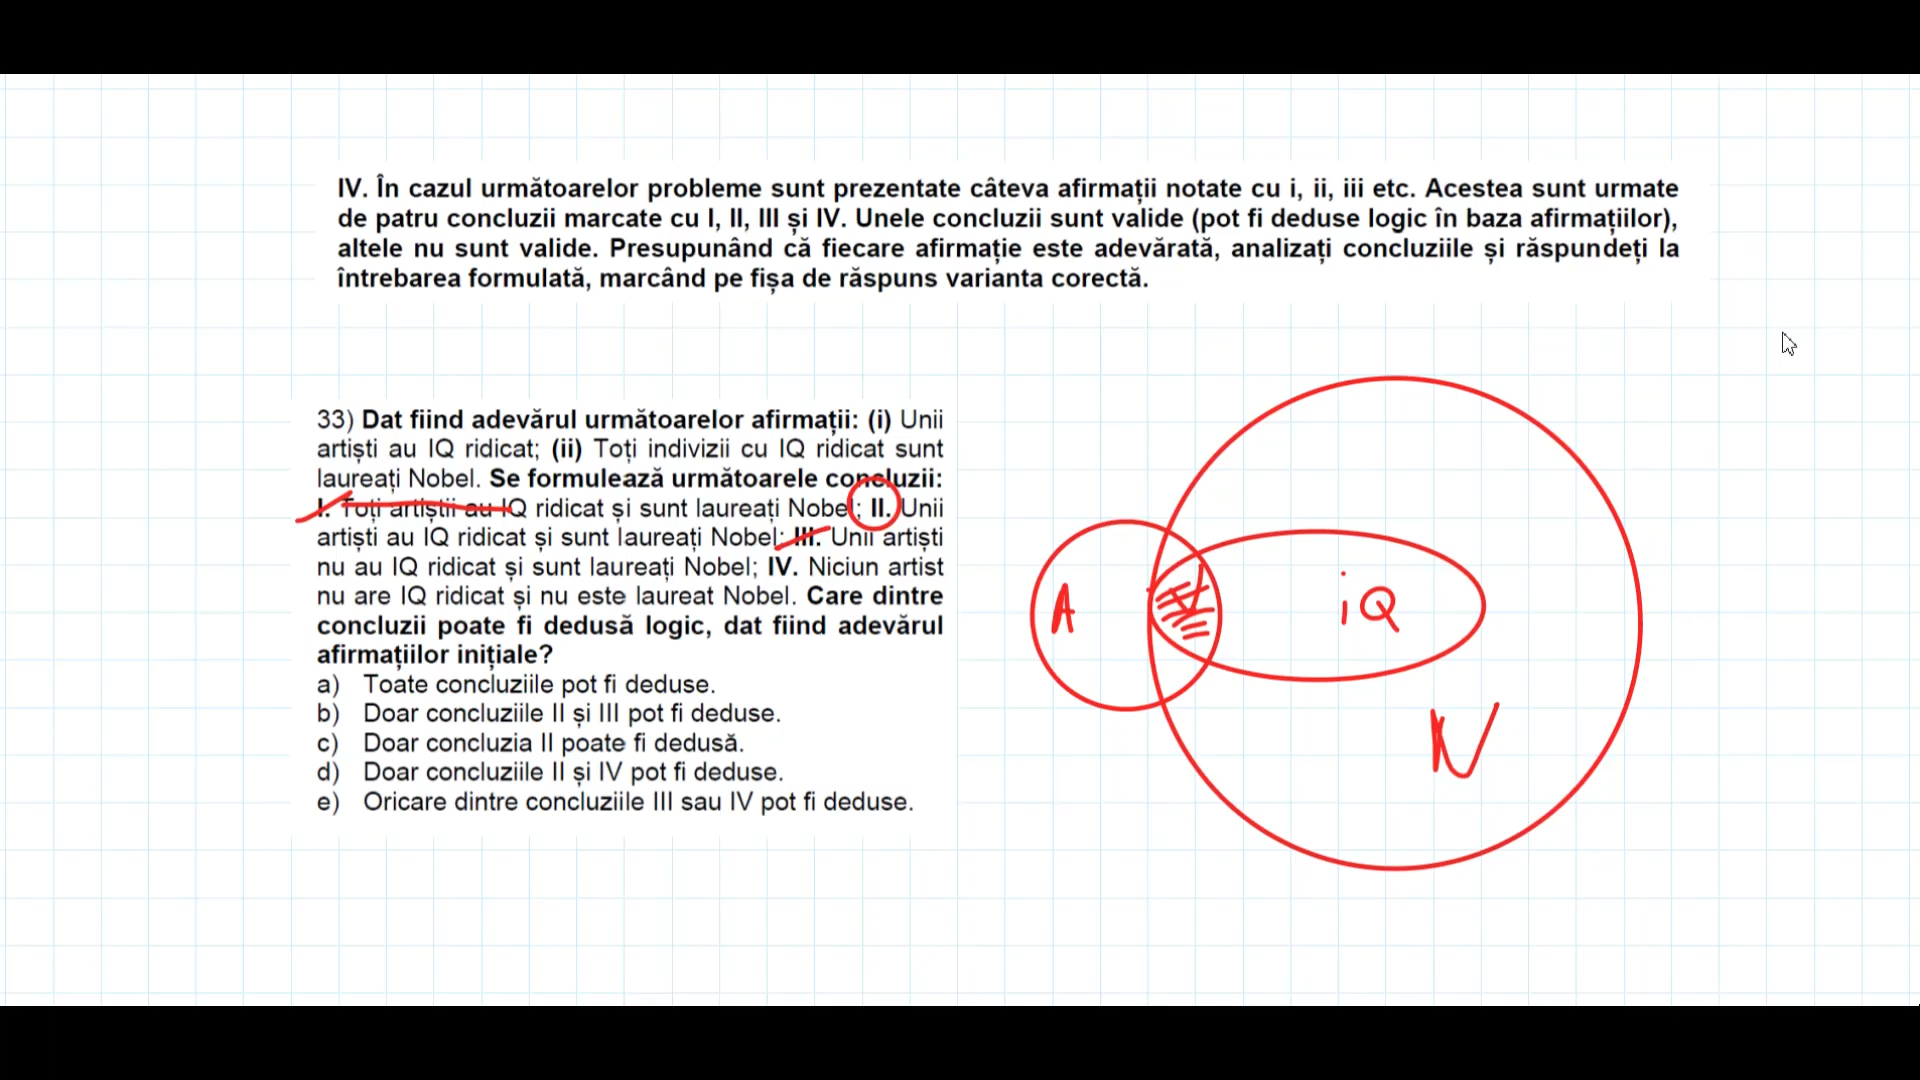 IV. În cazul următoarelor probleme sunt prezentate câteva afirmații notate cu i, ii, iii etc. Acestea sunt urmate
de patru concluzii marcate cu I, II, III și IV. Unele concluzii sunt valide (pot fi deduse logic în baza afirmațiilor),
altele nu sunt valide. Presupunând că fiecare afirmație este adevărată, analizați concluziile și răspundeți la
întrebarea formulată, marcând pe fișa de răspuns varianta corectă.
33) Dat fiind adevărul următoarelor afirmații: (i) Unii
artiști au IQ ridicat; (ii) Toți indivizii cu IQ ridicat sunt
laureați Nobel. Se formulează următoarele concluzii:
I. Toți artiștii au IQ ridicat și sunt laureați Nobel; II. Unii
artiști au IQ ridicat și sunt laureați Nobel; III. Unii artiști
nu au IQ ridicat și sunt laureați Nobel; IV. Niciun artist
nu are IQ ridicat și nu este laureat Nobel. Care dintre
concluzii poate fi dedusă logic, dat fiind adevărul
afirmațiilor inițiale?
a) Toate concluziile pot fi deduse.
b) Doar concluziile II și III pot fi deduse.
c) Doar concluzia II poate fi dedusă.
d) Doar concluziile II și IV pot fi deduse.
e) Oricare dintre concluziile III sau IV pot fi deduse.
A
iQ
N